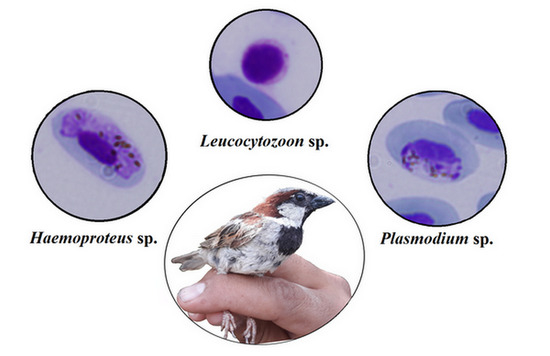 Leucocytozoon sp.
Haemoproteus sp.
Plasmodium sp.